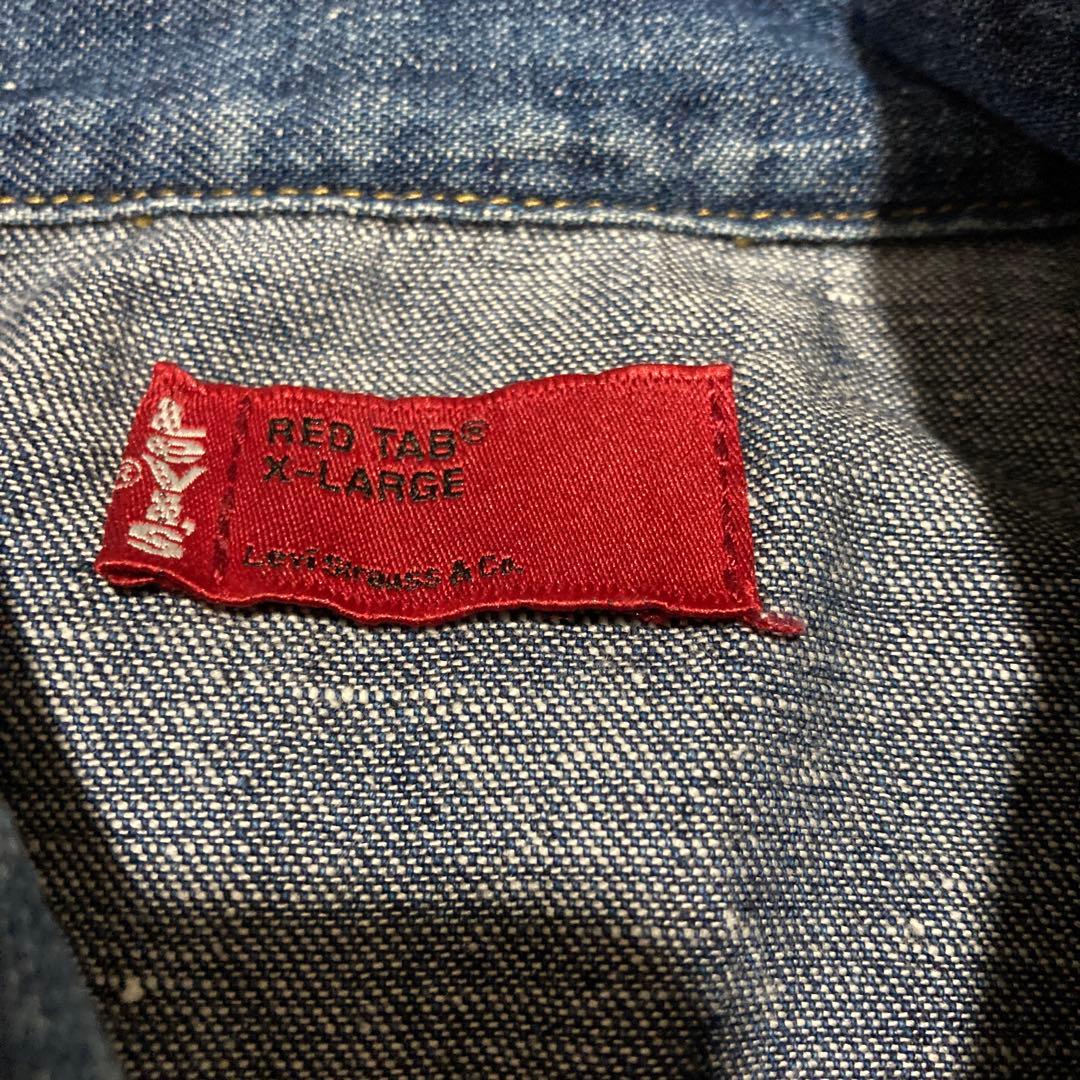 LEVI'S®
RED TAB®
X-LARGE
Levi Strauss & Co.